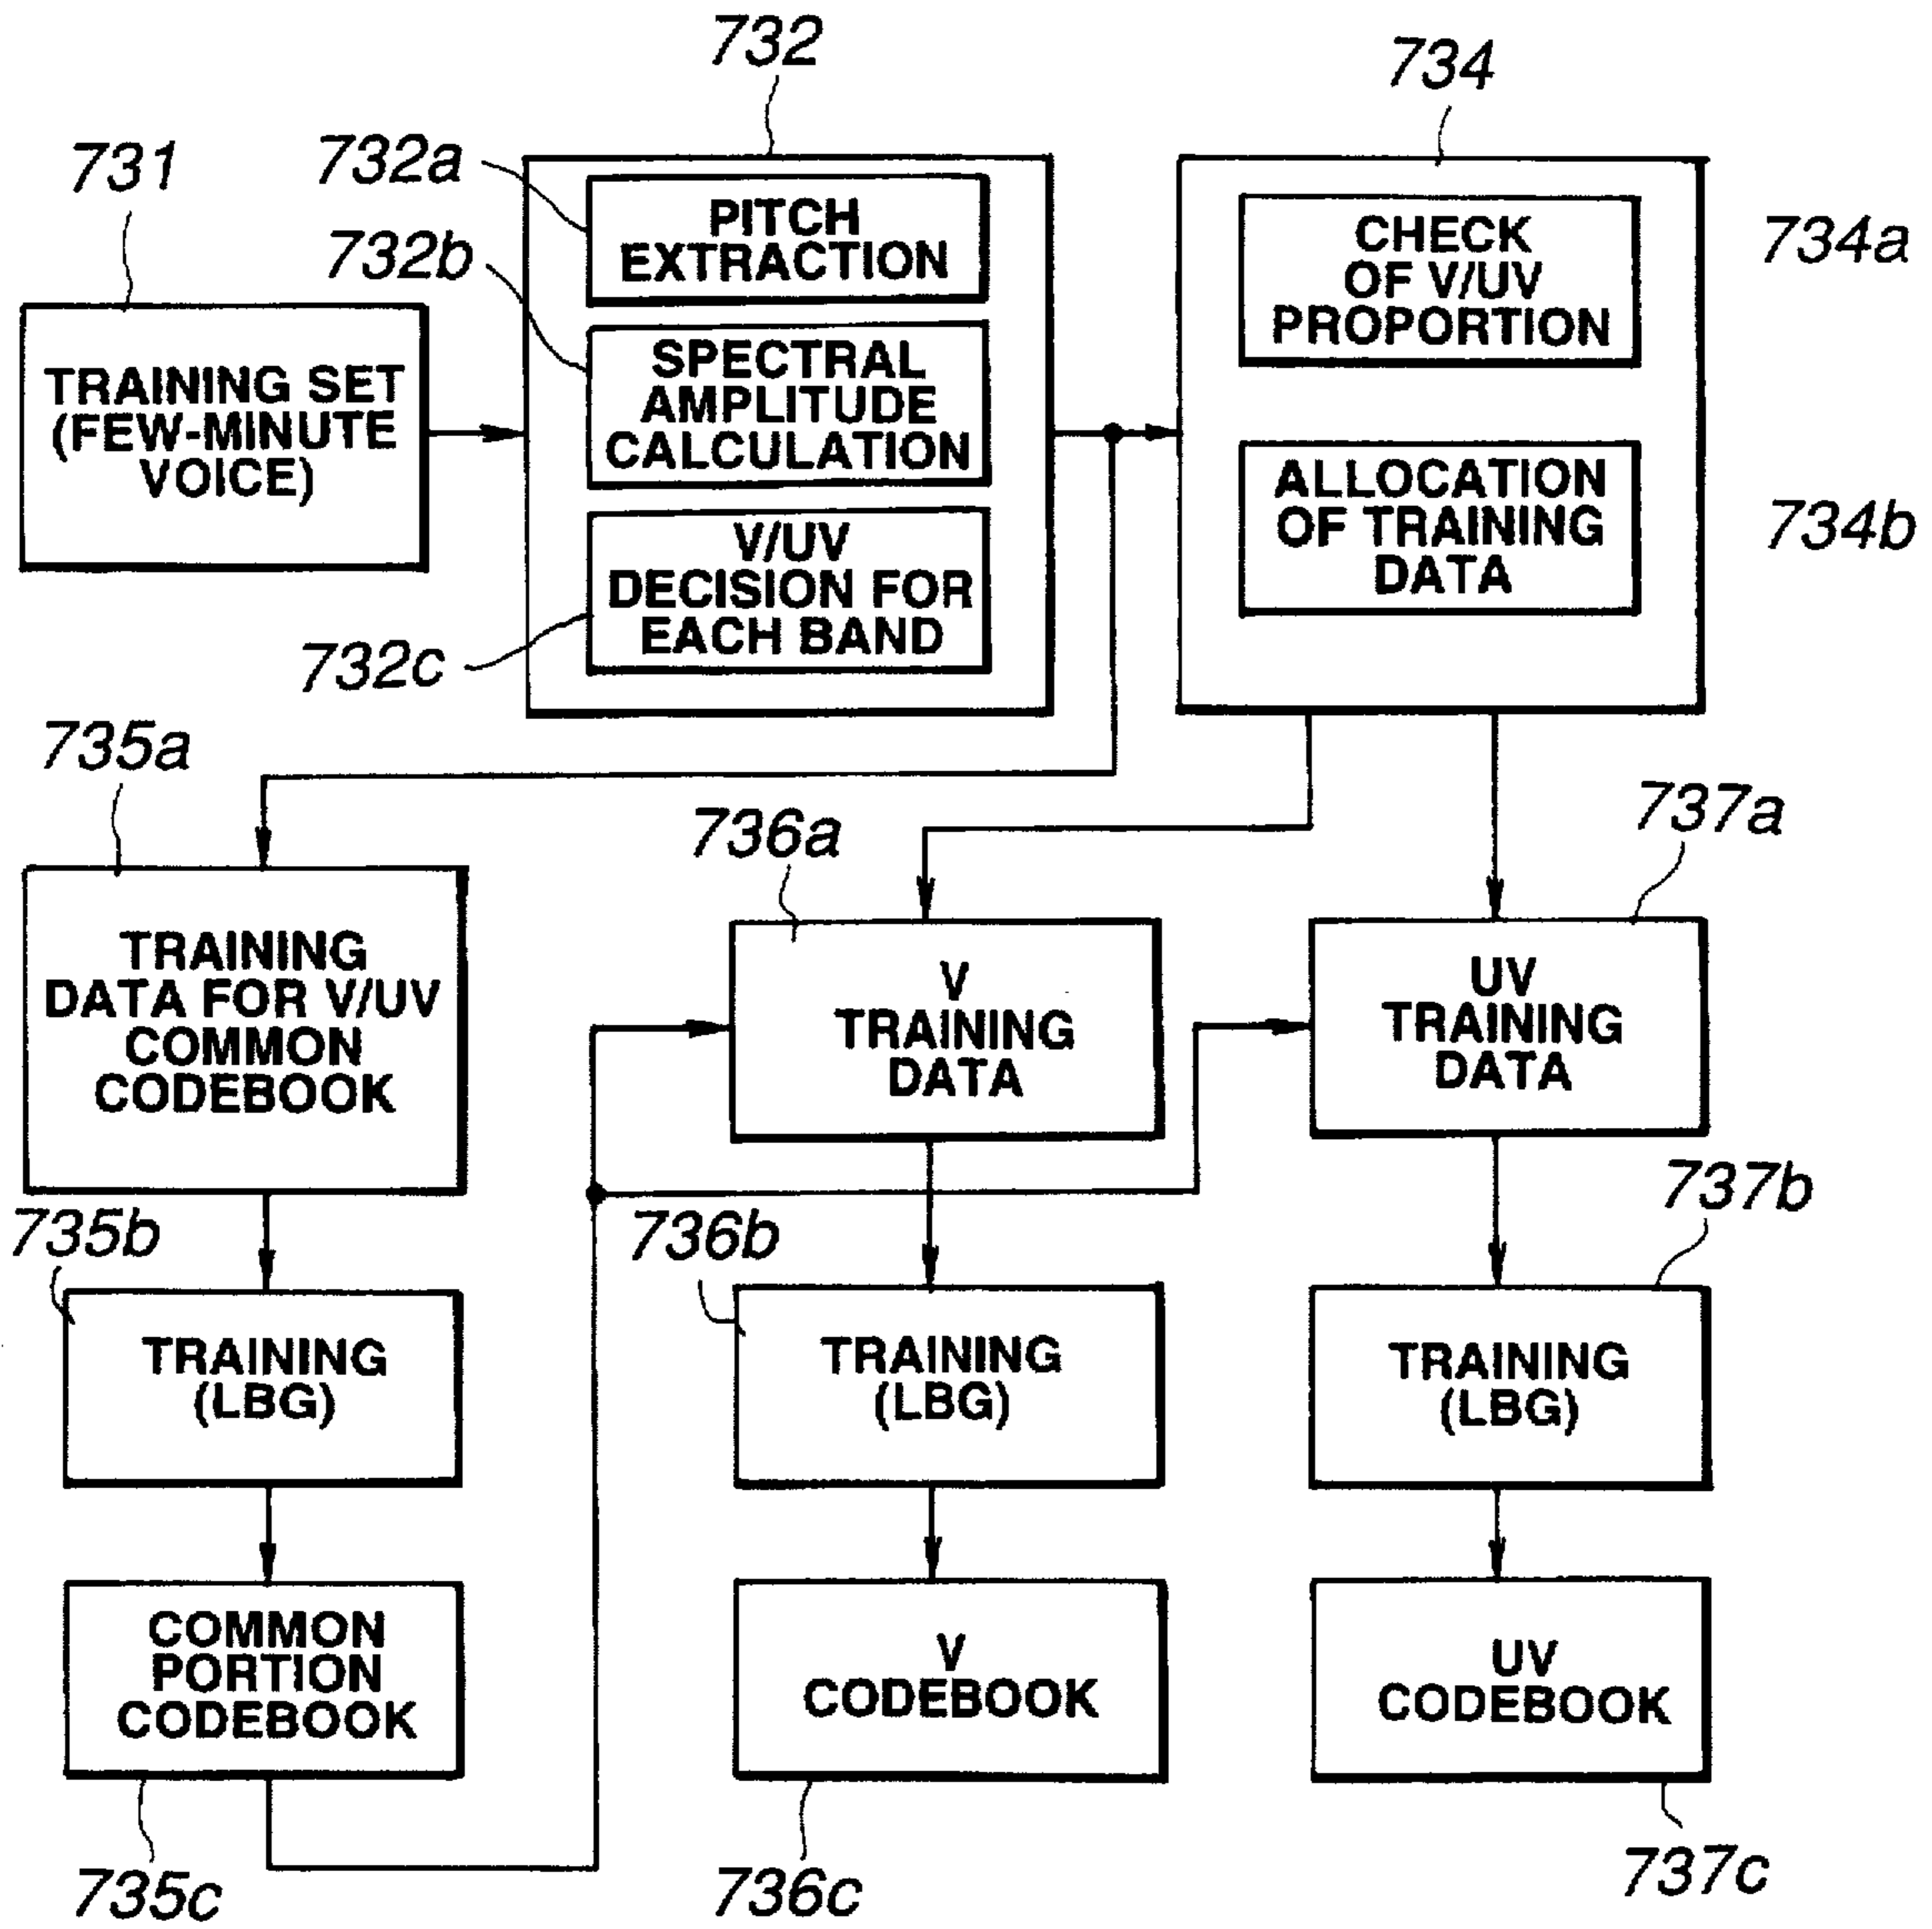 732
734
731
732a
PITCH
EXTRACTION
732b
SPECTRAL
AMPLITUDE
CALCULATION
V/UV
DECISION FOR
EACH BAND
732c
CHECK
OF V/UV
PROPORTION
734a
ALLOCATION
OF TRAINING
DATA
734b
TRAINING SET
(FEW-MINUTE
VOICE)
735a
736a
737a
TRAINING
DATA FOR V/UV
COMMON
CODEBOOK
V
TRAINING
DATA
UV
TRAINING
DATA
735b
736b
737b
TRAINING
(LBG)
TRAINING
(LBG)
TRAINING
(LBG)
COMMON
PORTION
CODEBOOK
V
CODEBOOK
UV
CODEBOOK
735c
736c
737c